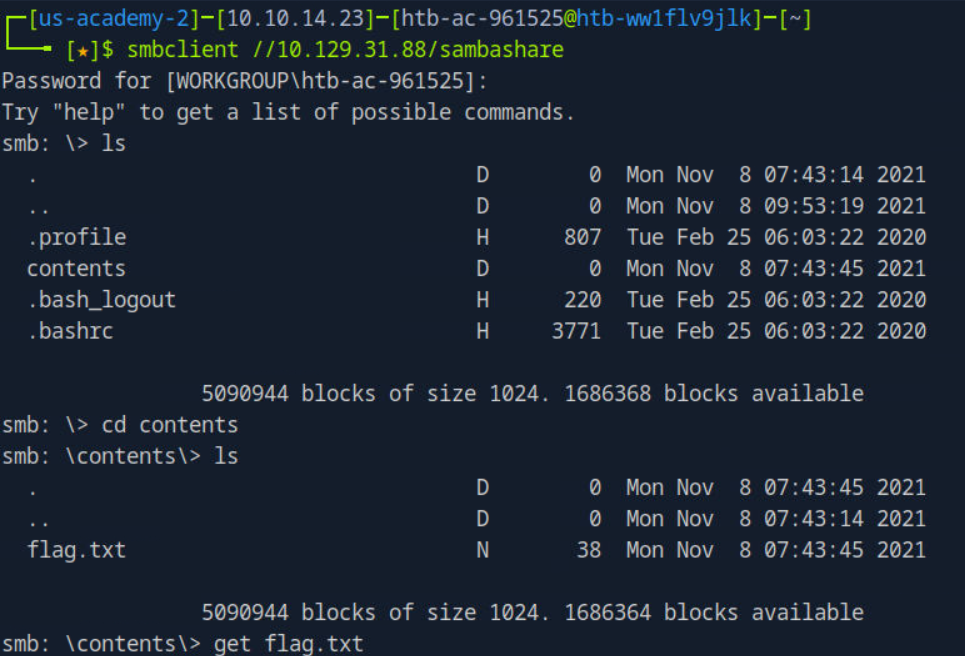 [us-academy-2]-[10.10.14.23]-[htb-ac-961525@htb-ww1flv9jlk]-[~]
[★]$ smbclient //10.129.31.88/sambashare
Password for [WORKGROUP\htb-ac-961525]:
Try "help" to get a list of possible commands.
smb: \> ls
. D 0 Mon Nov 8 07:43:14 2021
.. D 0 Mon Nov 8 09:53:19 2021
.profile H 807 Tue Feb 25 06:03:22 2020
contents D 0 Mon Nov 8 07:43:45 2021
.bash_logout H 220 Tue Feb 25 06:03:22 2020
.bashrc H 3771 Tue Feb 25 06:03:22 2020
5090944 blocks of size 1024. 1686368 blocks available
smb: \> cd contents
smb: \contents\> ls
. D 0 Mon Nov 8 07:43:45 2021
.. D 0 Mon Nov 8 07:43:14 2021
flag.txt N 38 Mon Nov 8 07:43:45 2021
5090944 blocks of size 1024. 1686364 blocks available
smb: \contents\> get flag.txt